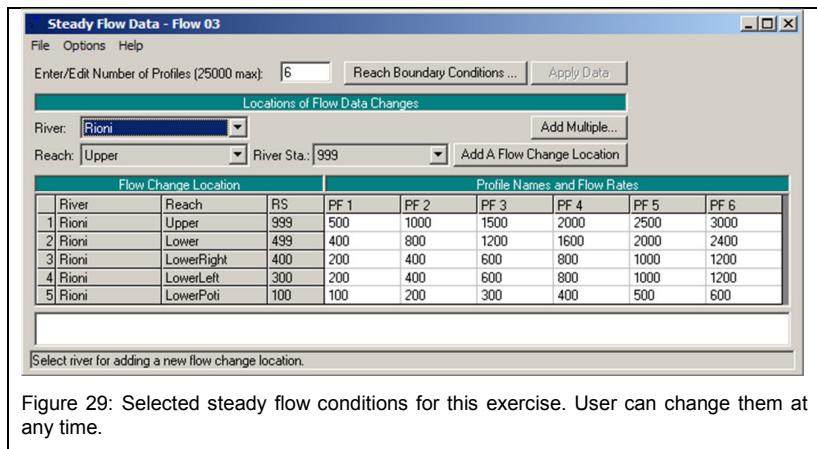 Steady Flow Data - Flow 03
File Options Help
Enter/Edit Number of Profiles (25000 max): 6 Reach Boundary Conditions ... Apply Data
Locations of Flow Data Changes
River: Rioni Add Multiple...
Reach: Upper River Sta.: 999 Add A Flow Change Location
Flow Change Location Profile Names and Flow Rates
River Reach RS PF 1 PF 2 PF 3 PF 4 PF 5 PF 6
1 Rioni Upper 999 500 1000 1500 2000 2500 3000
2 Rioni Lower 499 400 800 1200 1600 2000 2400
3 Rioni LowerRight 400 200 400 600 800 1000 1200
4 Rioni LowerLeft 300 200 400 600 800 1000 1200
5 Rioni LowerPoti 100 100 200 300 400 500 600
Select river for adding a new flow change location.
Figure 29: Selected steady flow conditions for this exercise. User can change them at
any time.